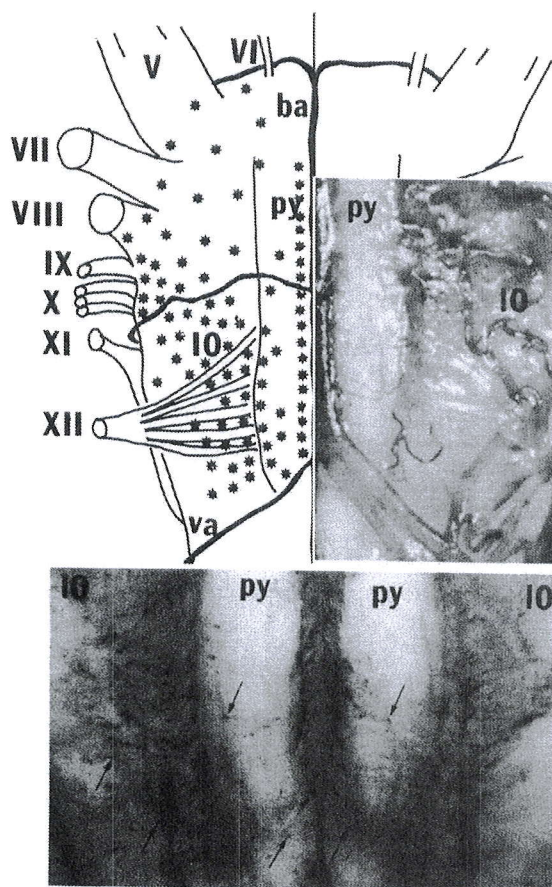 V VI
ba
VII
py py
VIII
IX
X IO
XI IO
XII
va
IO py py IO